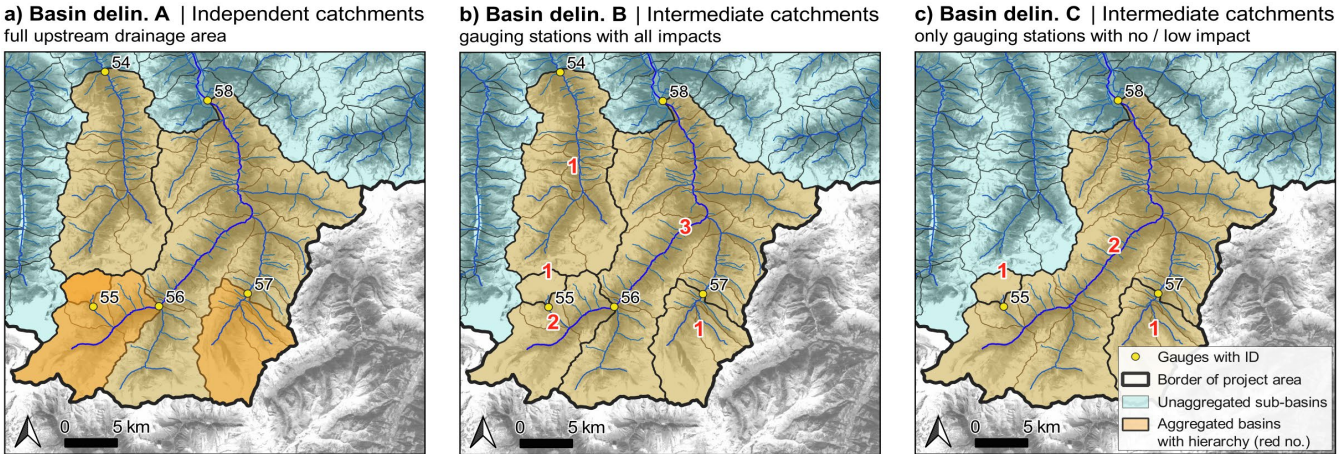 a) Basin delin. A | Independent catchments
full upstream drainage area
54
58
55
56
57
0 5 km
b) Basin delin. B | Intermediate catchments
gauging stations with all impacts
54
58
1
3
1
55
56
57
2
1
0 5 km
c) Basin delin. C | Intermediate catchments
only gauging stations with no / low impact
58
2
1
55
57
1
Gauges with ID
Border of project area
Unaggregated sub-basins
Aggregated basins
with hierarchy (red no.)
0 5 km